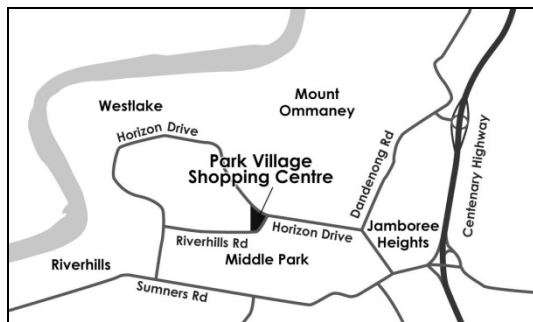 Mount
Ommaney
Westlake
Horizon Drive
Park Village
Shopping Centre
Dandenong Rd
Centenary Highway
Jamboree
Heights
Horizon Drive
Riverhills Rd
Middle Park
Riverhills
Sumners Rd